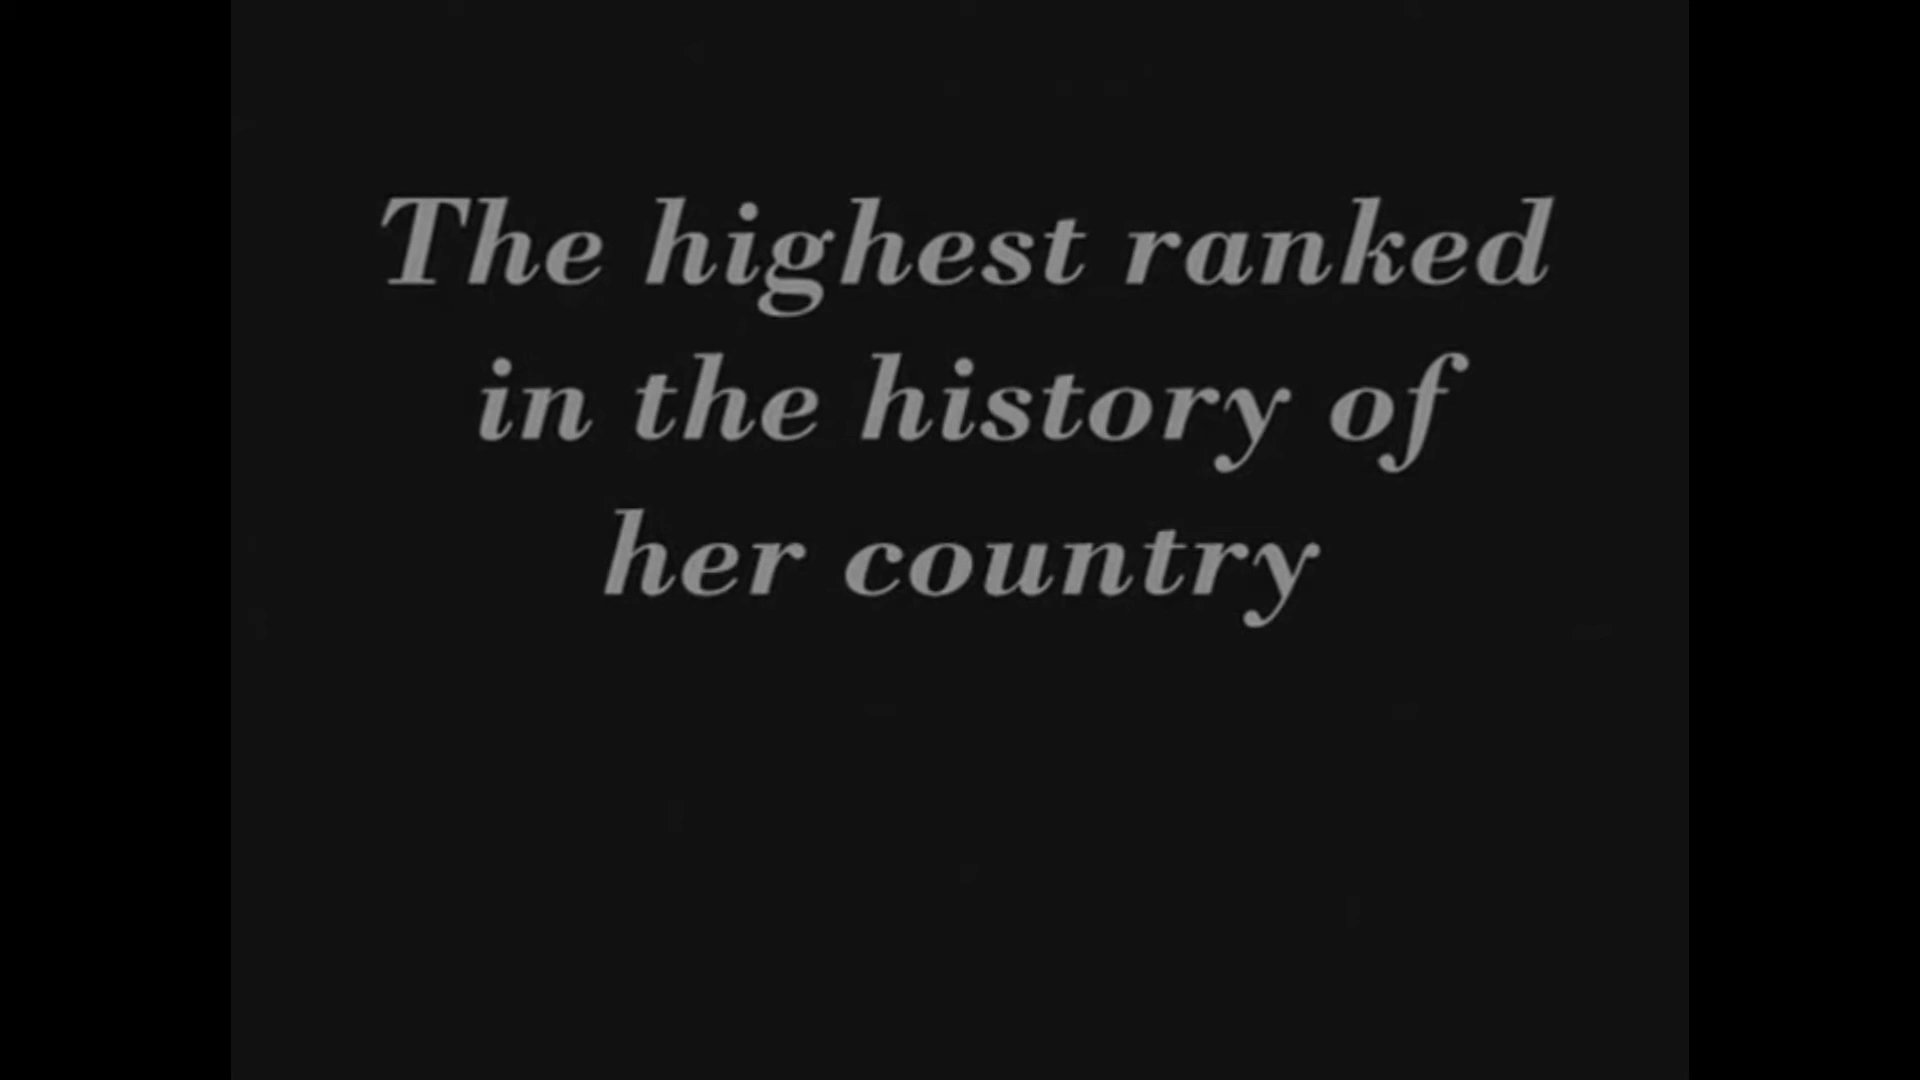 The highest ranked
in the history of
her country